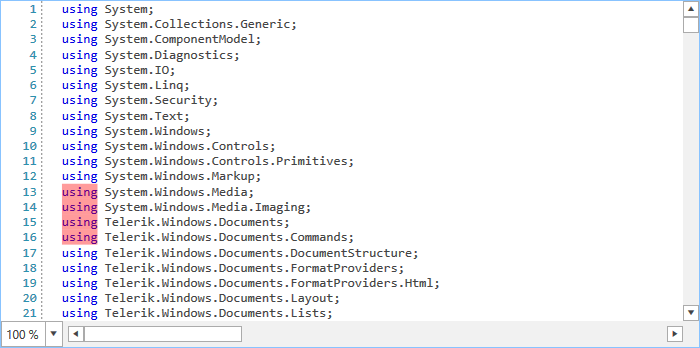 1 using System;
2 using System.Collections.Generic;
3 using System.ComponentModel;
4 using System.Diagnostics;
5 using System.IO;
6 using System.Linq;
7 using System.Security;
8 using System.Text;
9 using System.Windows;
10 using System.Windows.Controls;
11 using System.Windows.Controls.Primitives;
12 using System.Windows.Markup;
13 using System.Windows.Media;
14 using System.Windows.Media.Imaging;
15 using Telerik.Windows.Documents;
16 using Telerik.Windows.Documents.Commands;
17 using Telerik.Windows.Documents.DocumentStructure;
18 using Telerik.Windows.Documents.FormatProviders;
19 using Telerik.Windows.Documents.FormatProviders.Html;
20 using Telerik.Windows.Documents.Layout;
21 using Telerik.Windows.Documents.Lists;
100 %